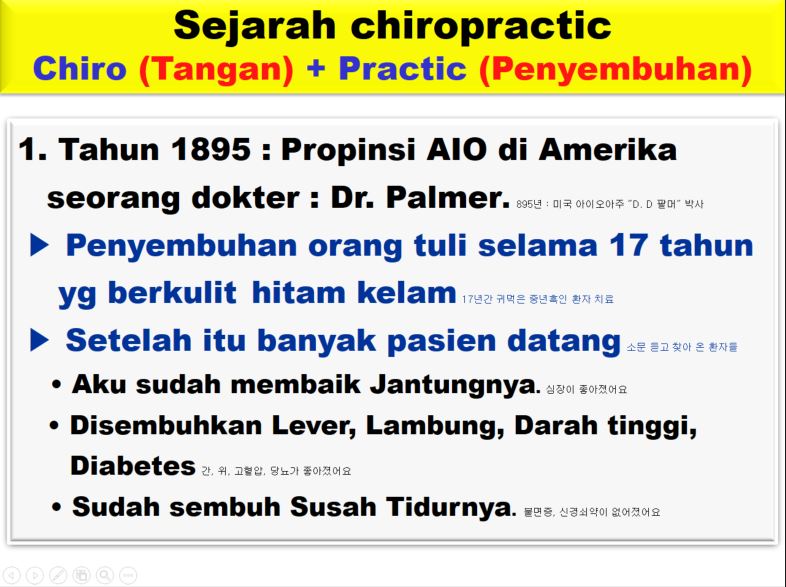 Sejarah chiropractic
Chiro (Tangan) + Practic (Penyembuhan)
1. Tahun 1895 : Propinsi AIO di Amerika
seorang dokter : Dr. Palmer. 895년 : 미국 아이오아주 "D. D 팔머" 박사
▶ Penyembuhan orang tuli selama 17 tahun
yg berkulit hitam kelam 17년간 귀먹은 중년흑인 환자 치료
▶ Setelah itu banyak pasien datang 소문 듣고 찾아 온 환자들
• Aku sudah membaik Jantungnya. 심장이 좋아졌어요
• Disembuhkan Lever, Lambung, Darah tinggi,
Diabetes 간, 위, 고혈압, 당뇨가 좋아졌어요
• Sudah sembuh Susah Tidurnya. 불면증, 신경쇠약이 없어졌어요